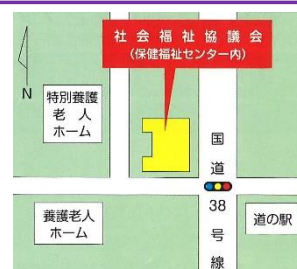 社会福祉協議会
（保健福祉センター内）
N
特別養護
老人
ホーム
国
道
38
号
線
養護老人
ホーム
道の駅